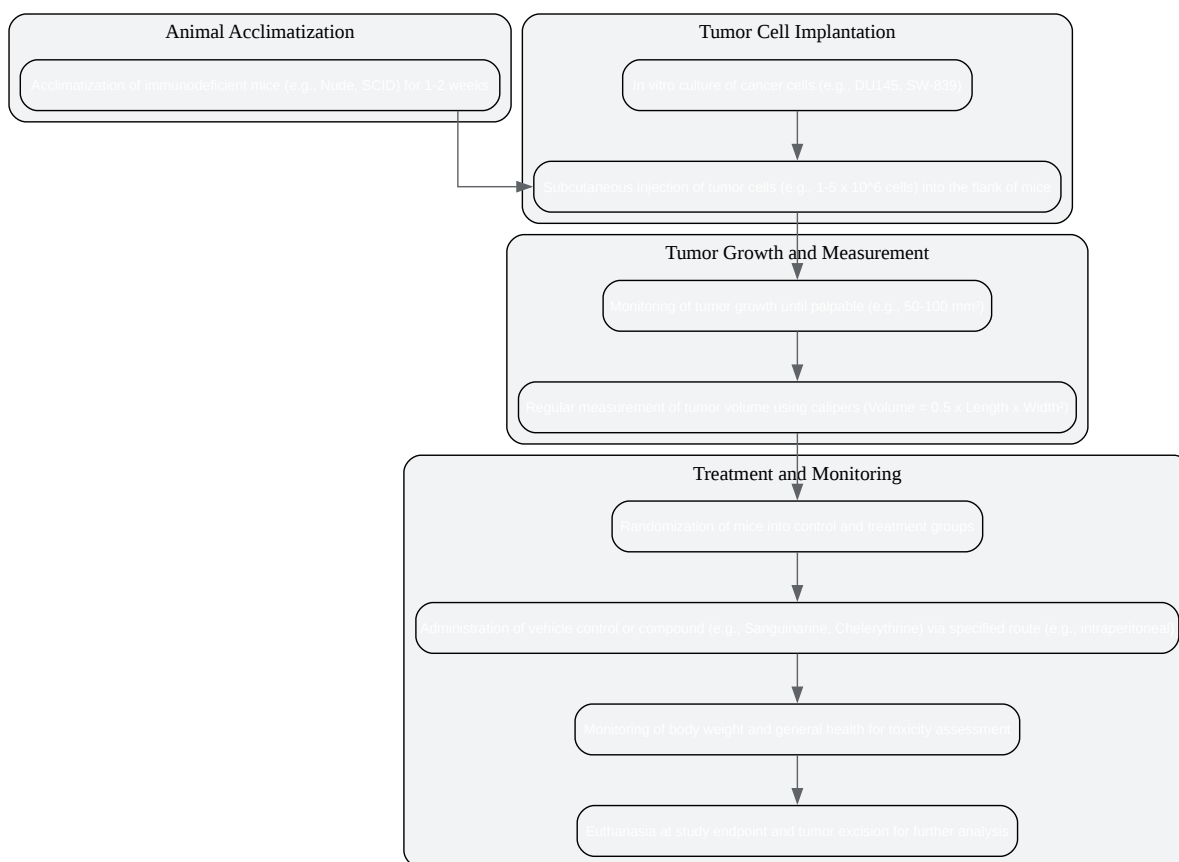 Animal Acclimatization
Acclimatization of immunodeficient mice (e.g., Nude, SCID) for 1-2 weeks
Tumor Cell Implantation
In vitro culture of cancer cells (e.g., DU145, SW-839)
Subcutaneous injection of tumor cells (e.g., 1-5 x 10^6 cells) into the flank of mice
Tumor Growth and Measurement
Monitoring of tumor growth until palpable (e.g., 50-100 mm³)
Regular measurement of tumor volume using calipers (Volume = 0.5 x Length x Width²)
Treatment and Monitoring
Randomization of mice into control and treatment groups
Administration of vehicle control or compound (e.g., Sanguinarine, Chelerythrine) via specified route (e.g., intraperitoneal)
Monitoring of body weight and general health for toxicity assessment
Euthanasia at study endpoint and tumor excision for further analysis